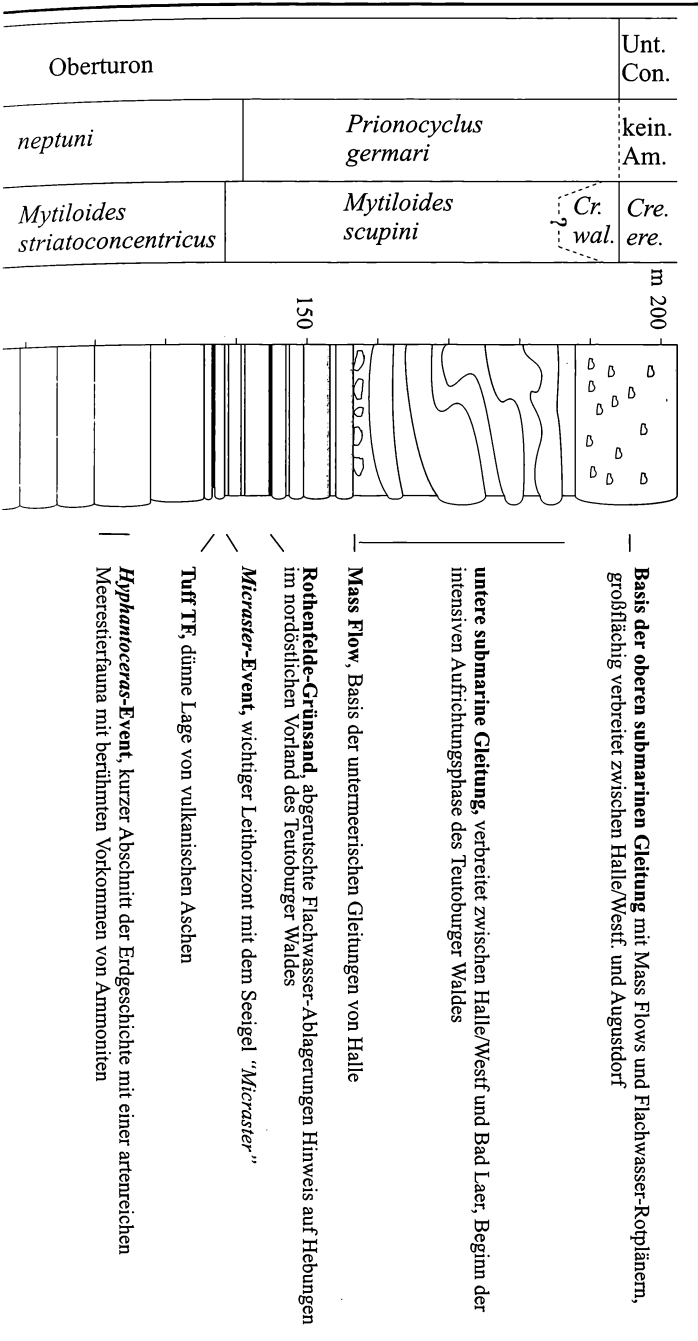 Oberturon
Unt.
Con.
neptuni
Prionocyclus
germari
kein.
Am.
Mytiloides
striatoconcentricus
Mytiloides
scupini
?
Cr.
wal.
Cre.
ere.
150
m 200
Basis der oberen submarinen Gleitung mit Mass Flows und Flachwasser-Rotplänern,
großflächig verbreitet zwischen Halle/Westf. und Augustdorf
untere submarine Gleitung, verbreitet zwischen Halle/Westf und Bad Laer, Beginn der
intensiven Aufrichtungsphase des Teutoburger Waldes
Mass Flow, Basis der untermeerischen Gleitungen von Halle
Rothenfelde-Grünsand, abgerutschte Flachwasser-Ablagerungen Hinweis auf Hebungen
im nordöstlichen Vorland des Teutoburger Waldes
Micraster-Event, wichtiger Leithorizont mit dem Seeigel "Micraster"
Tuff TF, dünne Lage von vulkanischen Aschen
Hyphantoceras-Event, kurzer Abschnitt der Erdgeschichte mit einer artenreichen
Meerestierfauna mit berühmten Vorkommen von Ammoniten